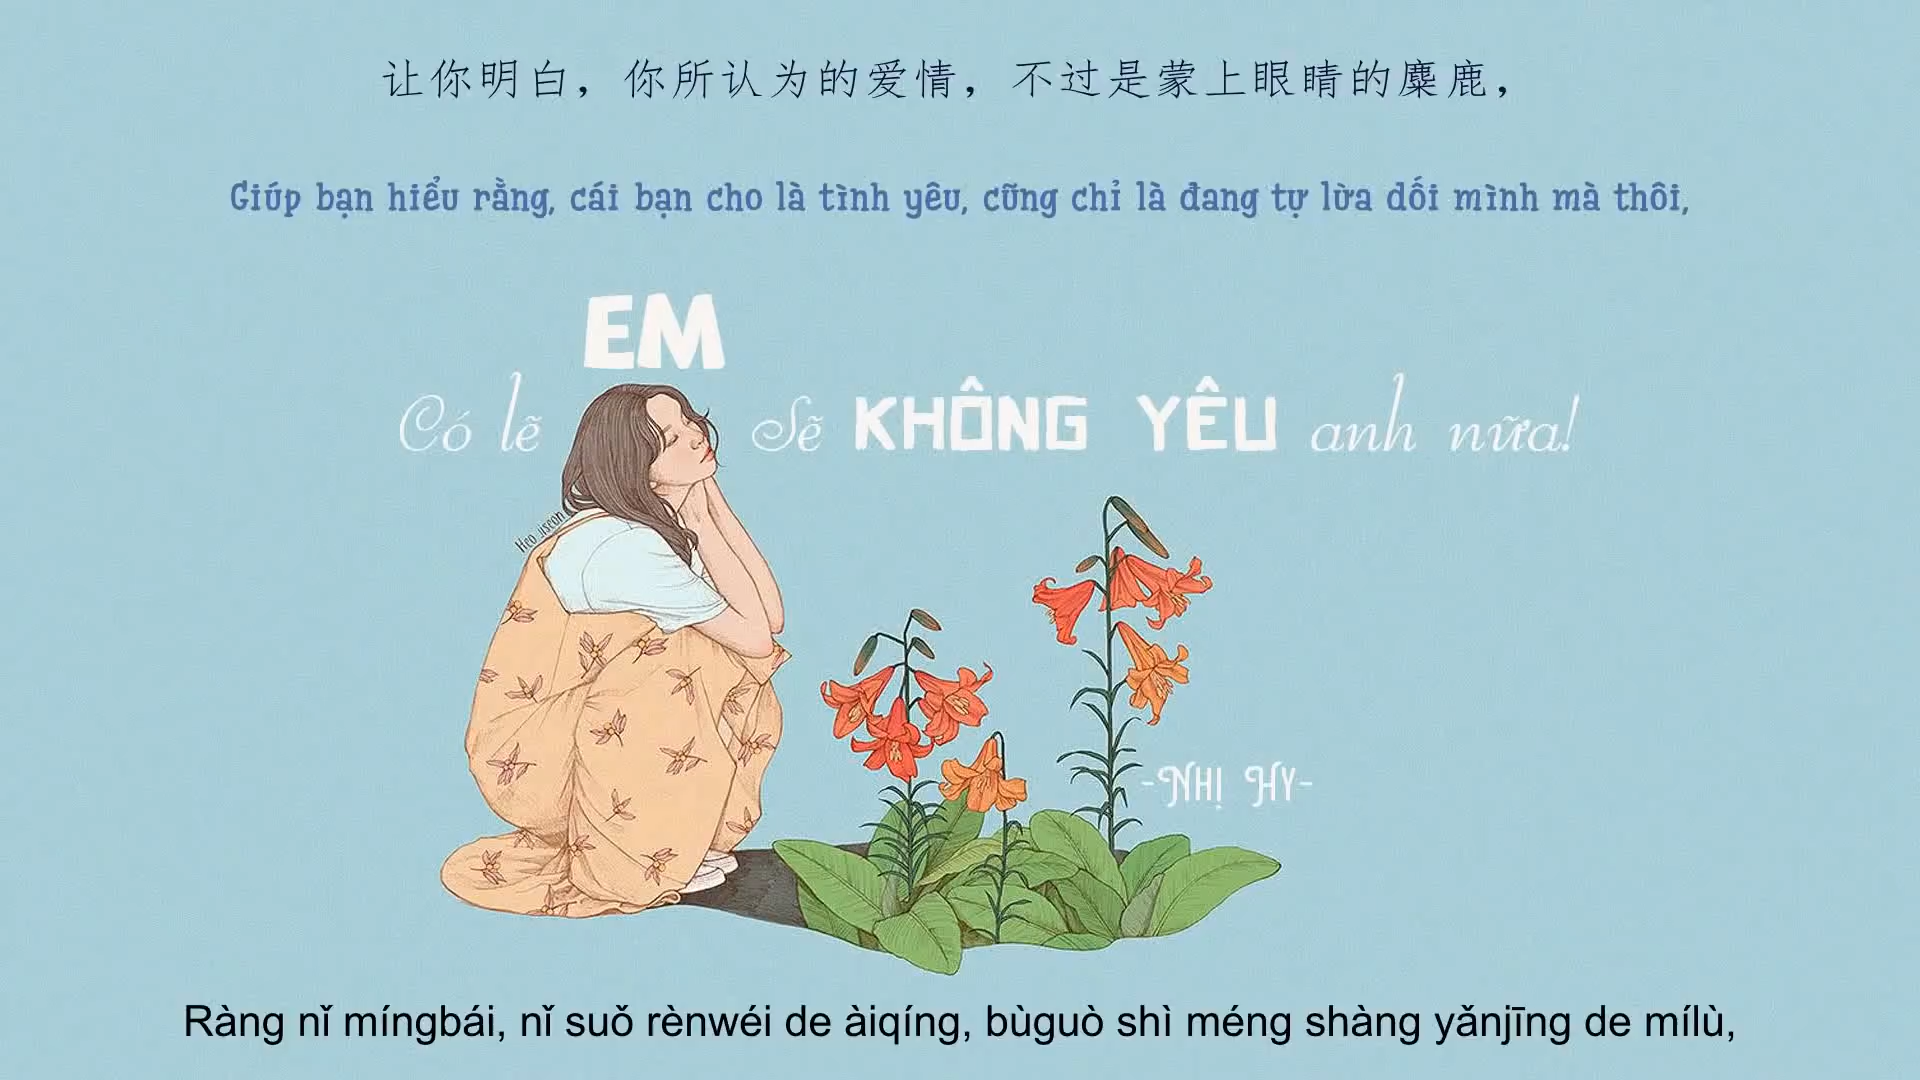 让你明白，你所认为的爱情，不过是蒙上眼睛的麋鹿，
Giúp bạn hiểu rằng, cái bạn cho là tình yêu, cũng chỉ là đang tự lừa dối mình mà thôi,
Có lẽ EM Sẽ KHÔNG YÊU anh nữa!
Heo_jiseon
-NHỊ HY-
Ràng nǐ míngbái, nǐ suǒ rènwéi de àiqíng, bùguò shì méng shàng yǎnjīng de mílù,